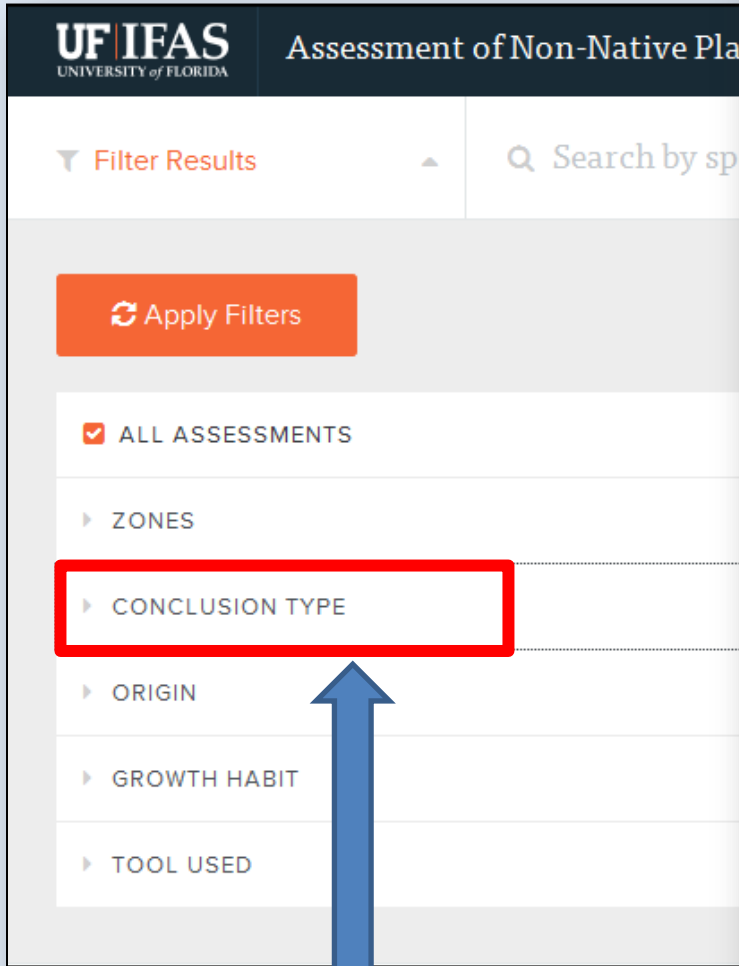 UF|IFAS
UNIVERSITY of FLORIDA
Assessment of Non-Native Pla
Filter Results
Search by sp
Apply Filters
ALL ASSESSMENTS
ZONES
CONCLUSION TYPE
ORIGIN
GROWTH HABIT
TOOL USED